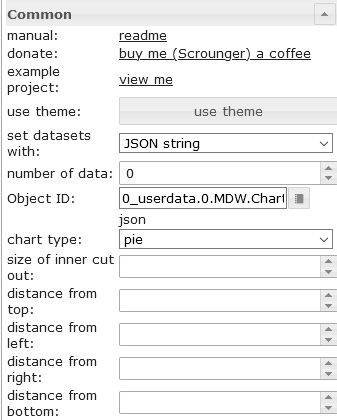 Common
manual: readme
donate: buy me (Scrounger) a coffee
example
project: view me
use theme: use theme
set datasets
with: JSON string
number of data: 0
Object ID: 0_userdata.0.MDW.Chart
json
chart type: pie
size of inner cut
out:
distance from
top:
distance from
left:
distance from
right:
distance from
bottom: